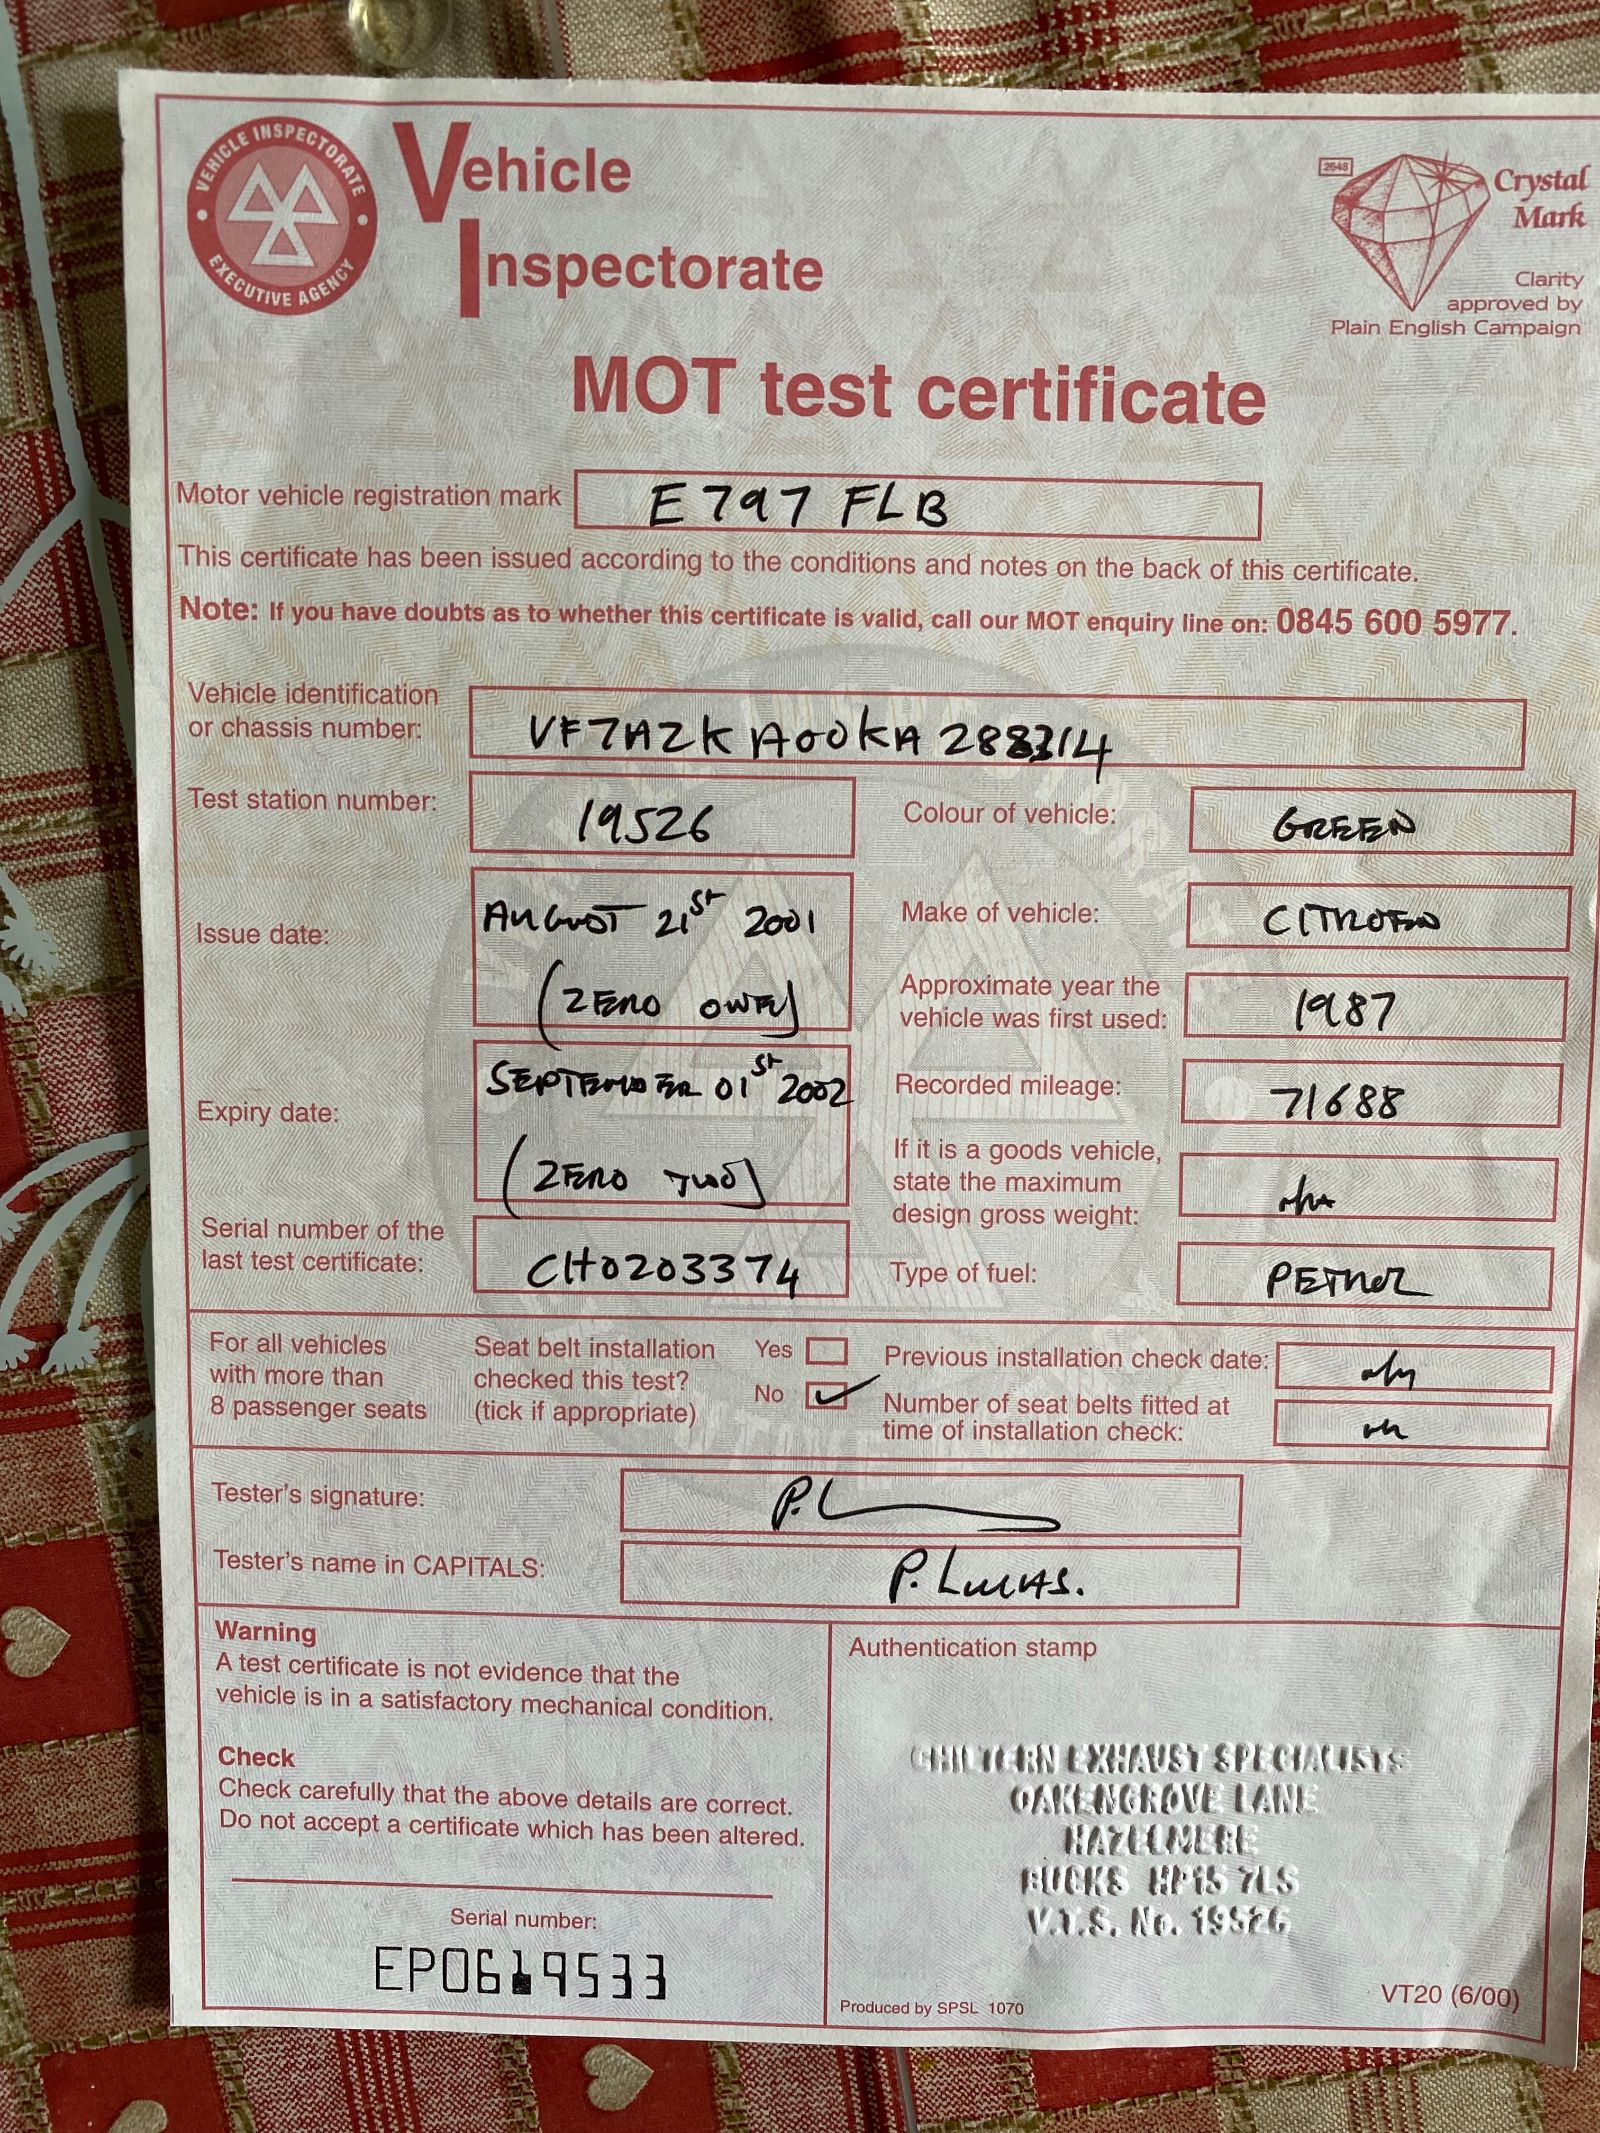 VEHICLE INSPECTORATE
EXECUTIVE AGENCY
Vehicle
Inspectorate
2648
Crystal
Mark
Clarity
approved by
Plain English Campaign
MOT test certificate
Motor vehicle registration mark E797 FLB
This certificate has been issued according to the conditions and notes on the back of this certificate.
Note: If you have doubts as to whether this certificate is valid, call our MOT enquiry line on: 0845 600 5977.
Vehicle identification
or chassis number: VF7AZKA00KA288314
Test station number: 19526
Colour of vehicle: GREEN
Issue date: AUGUST 21st 2001
(ZERO ONE)
Make of vehicle: CITROEN
Approximate year the
vehicle was first used: 1987
Expiry date: SEPTEMBER 01st 2002
(ZERO TWO)
Recorded mileage: 71688
If it is a goods vehicle,
state the maximum
design gross weight:
Serial number of the
last test certificate: CH0203374
Type of fuel: PETROL
For all vehicles
with more than
8 passenger seats
Seat belt installation
checked this test?
(tick if appropriate)
Yes
No ✓
Previous installation check date:
Number of seat belts fitted at
time of installation check:
Tester's signature: P.L
Tester's name in CAPITALS: P. LUCAS.
Warning
A test certificate is not evidence that the
vehicle is in a satisfactory mechanical condition.
Check
Check carefully that the above details are correct.
Do not accept a certificate which has been altered.
Serial number:
EP0619533
Authentication stamp
CHILTERN EXHAUST SPECIALISTS
OAKENGROVE LANE
HAZELMERE
BUCKS HP15 7LS
V.T.S. No. 19526
Produced by SPSL 1070
VT20 (6/00)